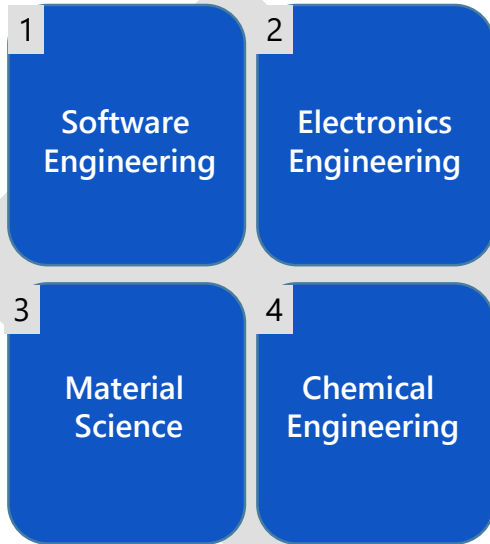 1
Software
Engineering
2
Electronics
Engineering
3
Material
Science
4
Chemical
Engineering